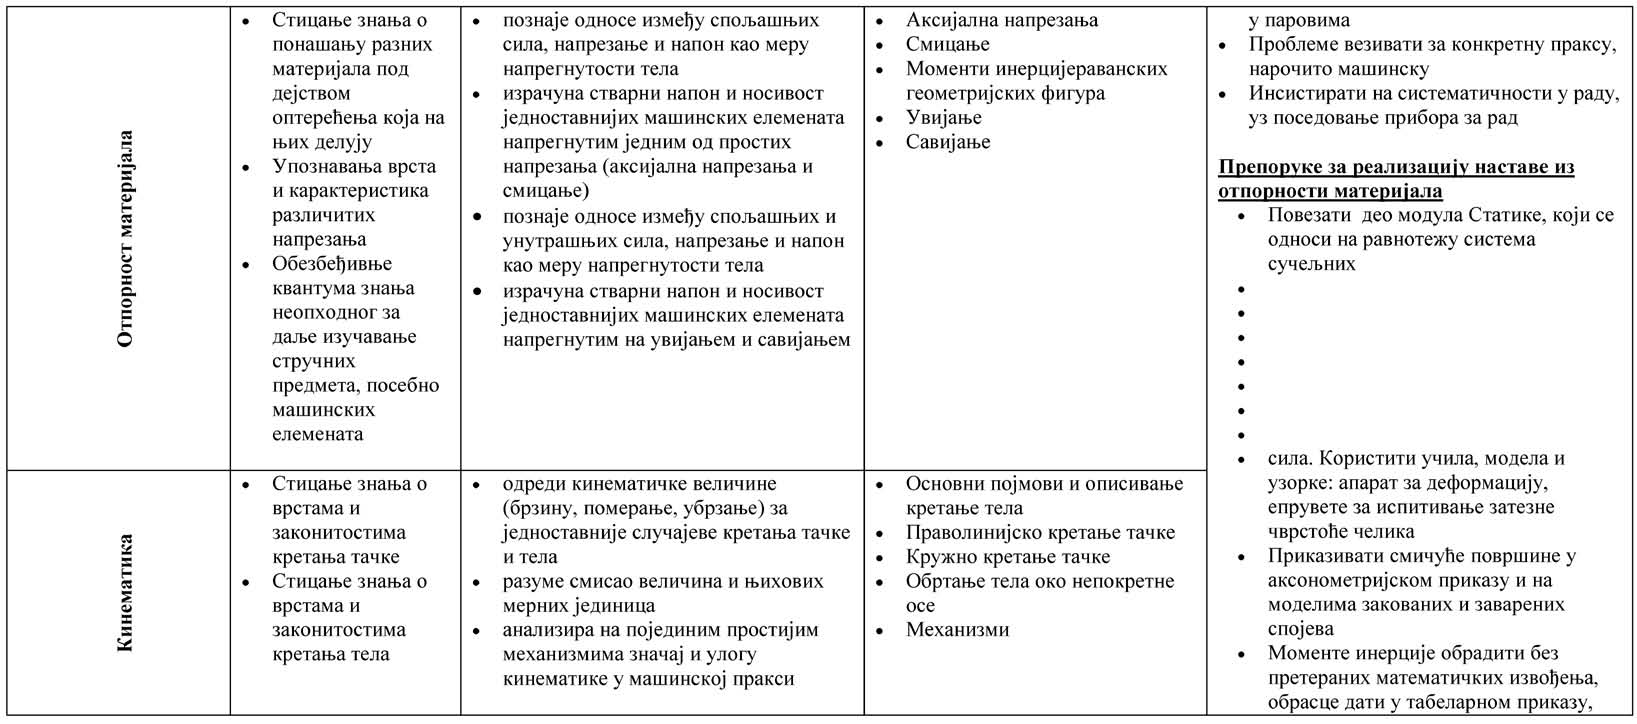 Отпорност материјала
• Стицање знања о
понашању разних
материјала под
дејством
оптерећења која на
њих делују
• Упознавања врста
и карактеристика
различитих
напрезања
• Обезбеђивње
квантума знања
неопходног за
даље изучавање
стручних
предмета, посебно
машинских
елемената
• познаје односе између спољашњих
сила, напрезање и напон као меру
напрегнутости тела
• израчуна стварни напон и носивост
једноставнијих машинских елемената
напрегнутим једним од простих
напрезања (аксијална напрезања и
смицање)
• познаје односе између спољашњих и
унутрашњих сила, напрезање и напон
као меру напрегнутости тела
• израчуна стварни напон и носивост
једноставнијих машинских елемената
напрегнутим на увијањем и савијањем
• Аксијална напрезања
• Смицање
• Моменти инерцијераванских
геометријских фигура
• Увијање
• Савијање
у паровима
• Проблеме везивати за конкретну праксу,
нарочито машинску
• Инсистирати на систематичности у раду,
уз поседовање прибора за рад
Препоруке за реализацију наставе из
отпорности материјала
• Повезати део модула Статике, који се
односи на равнотежу система
сучељних
•
•
•
•
•
•
•
• сила. Користити учила, модела и
узорке: апарат за деформацију,
епрувете за испитивање затезне
чврстоће челика
• Приказивати смичуће површине у
аксонометријском приказу и на
моделима закованих и заварених
спојева
• Моменте инерције обрадити без
претераних математичких извођења,
обрасце дати у табеларном приказу,
Кинематика
• Стицање знања о
врстама и
законитостима
кретања тачке
• Стицање знања о
врстама и
законитостима
кретања тела
• одреди кинематичке величине
(брзину, померање, убрзање) за
једноставније случајеве кретања тачке
и тела
• разуме смисао величина и њихових
мерних јединица
• анализира на појединим простијим
механизмима значај и улогу
кинематике у машинској пракси
• Основни појмови и описивање
кретање тела
• Праволинијско кретање тачке
• Кружно кретање тачке
• Обртање тела око непокретне
осе
• Механизми